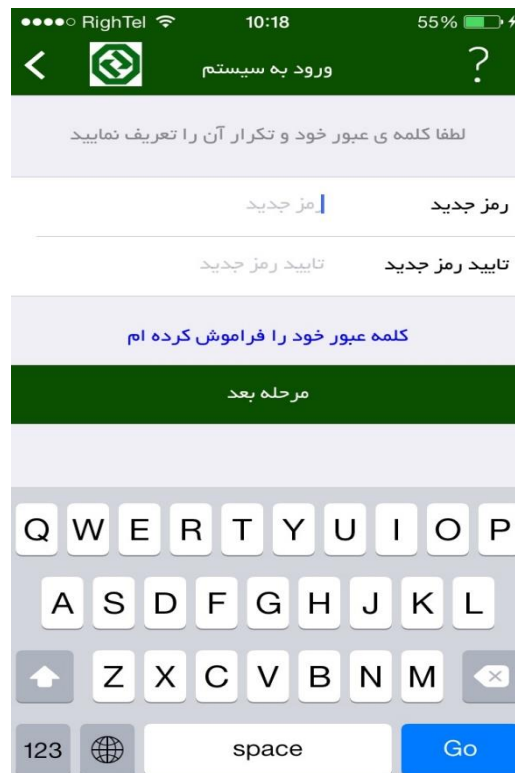 RighTel 10:18 55%
ورود به سیستم ?
لطفا کلمه ی عبور خود و تکرار آن را تعریف نمایید
رمز جدید رمز جدید
تایید رمز جدید تایید رمز جدید
کلمه عبور خود را فراموش کرده ام
مرحله بعد
Q W E R T Y U I O P
A S D F G H J K L
Z X C V B N M
123 space Go